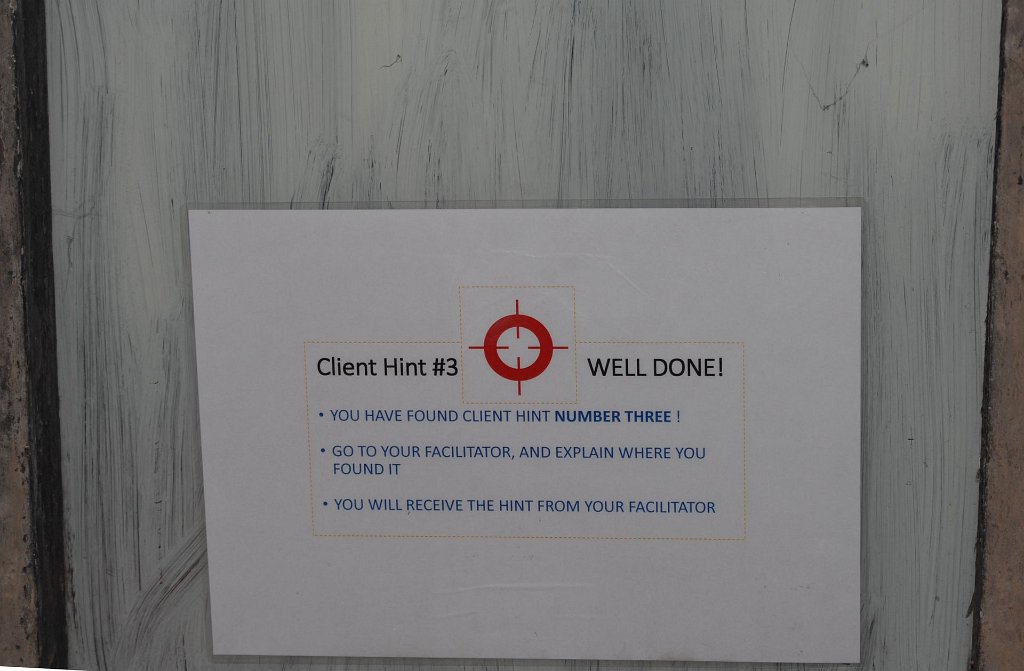 Client Hint #3 WELL DONE!
• YOU HAVE FOUND CLIENT HINT NUMBER THREE !
• GO TO YOUR FACILITATOR, AND EXPLAIN WHERE YOU
FOUND IT
• YOU WILL RECEIVE THE HINT FROM YOUR FACILITATOR